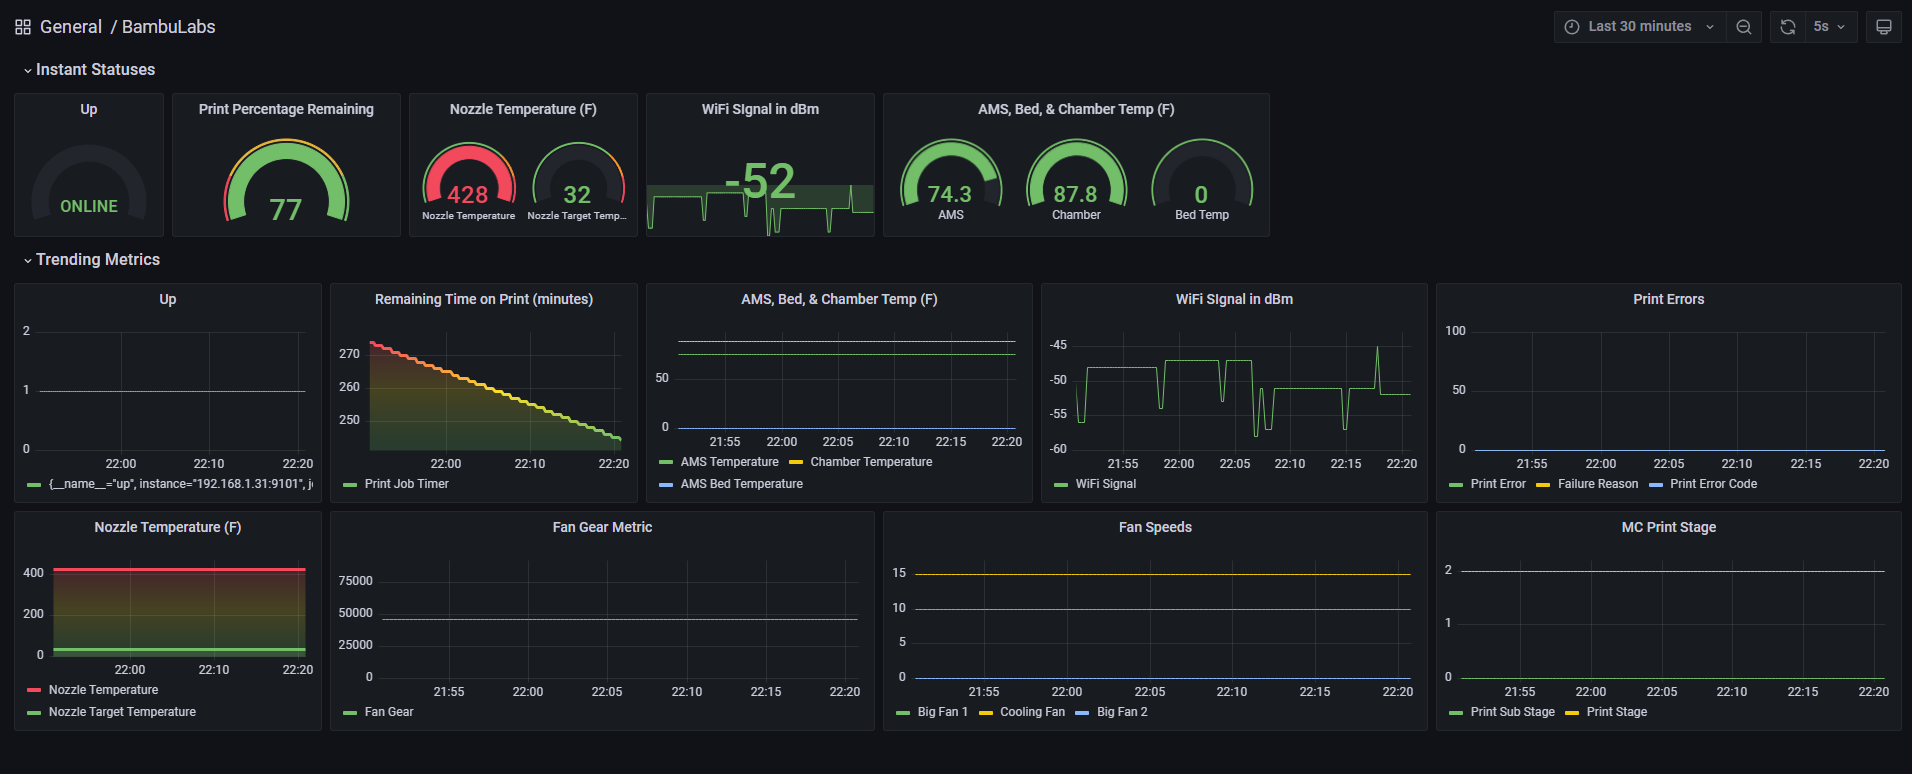 General / BambuLabs
Last 30 minutes
5s
Instant Statuses
Up
ONLINE
Print Percentage Remaining
77
Nozzle Temperature (F)
428
Nozzle Temperature
32
Nozzle Target Temp...
WiFi SIgnal in dBm
-52
AMS, Bed, & Chamber Temp (F)
74.3
AMS
87.8
Chamber
0
Bed Temp
Trending Metrics
Up
2
1
0
22:00 22:10 22:20
{__name__="up", instance="192.168.1.31:9101", j
Remaining Time on Print (minutes)
270
260
250
22:00 22:10 22:20
Print Job Timer
AMS, Bed, & Chamber Temp (F)
50
0
21:55 22:00 22:05 22:10 22:15 22:20
AMS Temperature Chamber Temperature
AMS Bed Temperature
WiFi SIgnal in dBm
-45
-50
-55
-60
21:55 22:00 22:05 22:10 22:15 22:20
WiFi Signal
Print Errors
100
50
0
21:55 22:00 22:05 22:10 22:15 22:20
Print Error Failure Reason Print Error Code
Nozzle Temperature (F)
400
200
0
22:00 22:10 22:20
Nozzle Temperature
Nozzle Target Temperature
Fan Gear Metric
75000
50000
25000
0
21:55 22:00 22:05 22:10 22:15 22:20
Fan Gear
Fan Speeds
15
10
5
0
21:55 22:00 22:05 22:10 22:15 22:20
Big Fan 1 Cooling Fan Big Fan 2
MC Print Stage
2
1
0
21:55 22:00 22:05 22:10 22:15 22:20
Print Sub Stage Print Stage